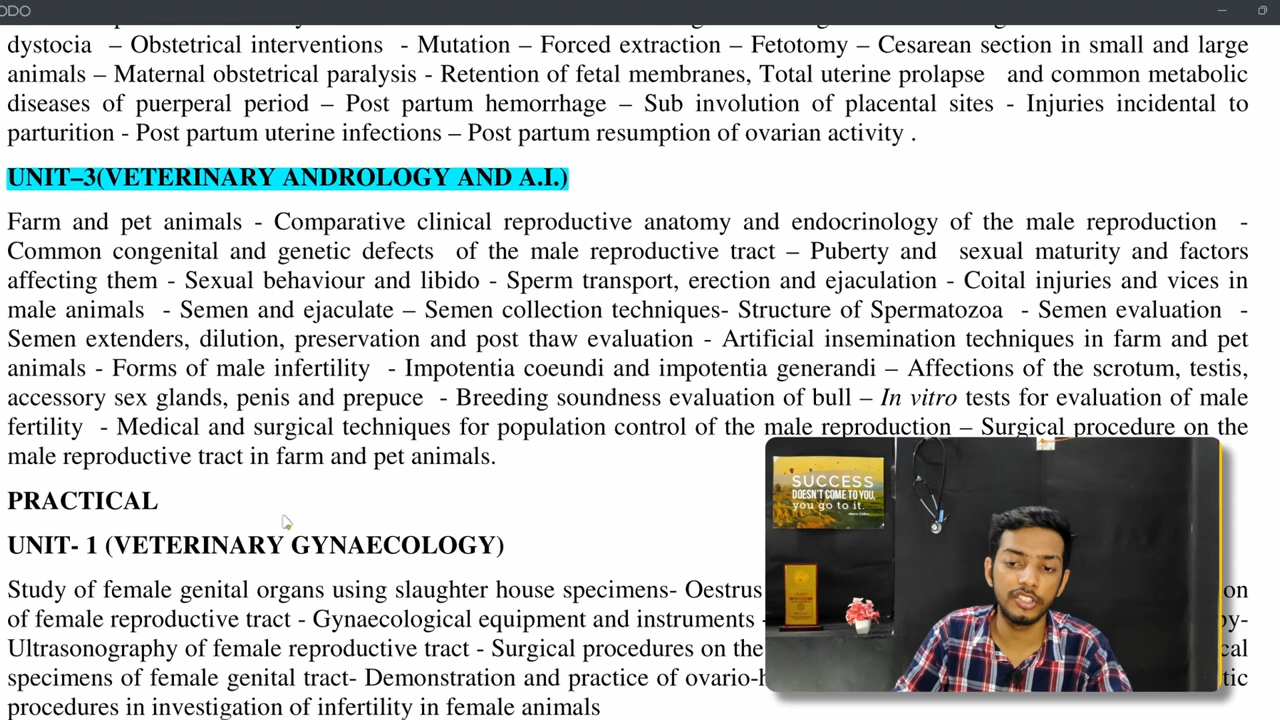 ODO
dystocia – Obstetrical interventions - Mutation – Forced extraction – Fetotomy – Cesarean section in small and large
animals – Maternal obstetrical paralysis - Retention of fetal membranes, Total uterine prolapse and common metabolic
diseases of puerperal period – Post partum hemorrhage – Sub involution of placental sites - Injuries incidental to
parturition - Post partum uterine infections – Post partum resumption of ovarian activity .
UNIT–3(VETERINARY ANDROLOGY AND A.I.)
Farm and pet animals - Comparative clinical reproductive anatomy and endocrinology of the male reproduction -
Common congenital and genetic defects of the male reproductive tract – Puberty and sexual maturity and factors
affecting them - Sexual behaviour and libido - Sperm transport, erection and ejaculation - Coital injuries and vices in
male animals - Semen and ejaculate – Semen collection techniques- Structure of Spermatozoa - Semen evaluation -
Semen extenders, dilution, preservation and post thaw evaluation - Artificial insemination techniques in farm and pet
animals - Forms of male infertility - Impotentia coeundi and impotentia generandi – Affections of the scrotum, testis,
accessory sex glands, penis and prepuce - Breeding soundness evaluation of bull – In vitro tests for evaluation of male
fertility - Medical and surgical techniques for population control of the male reproduction – Surgical procedure on the
male reproductive tract in farm and pet animals.
PRACTICAL
UNIT- 1 (VETERINARY GYNAECOLOGY)
Study of female genital organs using slaughter house specimens- Oestrus on
of female reproductive tract - Gynaecological equipment and instruments - by-
Ultrasonography of female reproductive tract - Surgical procedures on the cal
specimens of female genital tract- Demonstration and practice of ovario-h tic
procedures in investigation of infertility in female animals
SUCCESS
DOESN'T COME TO YOU,
you go to it.